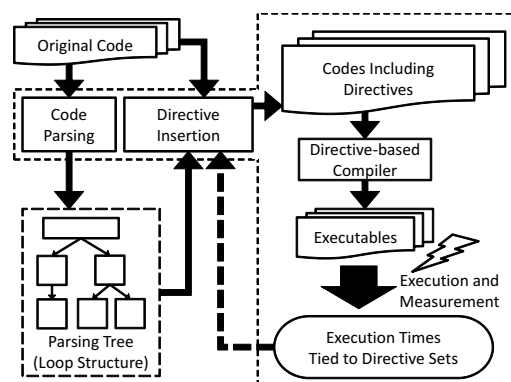 Original Code
Code
Parsing
Directive
Insertion
Codes Including
Directives
Directive-based
Compiler
Executables
Execution and
Measurement
Parsing Tree
(Loop Structure)
Execution Times
Tied to Directive Sets